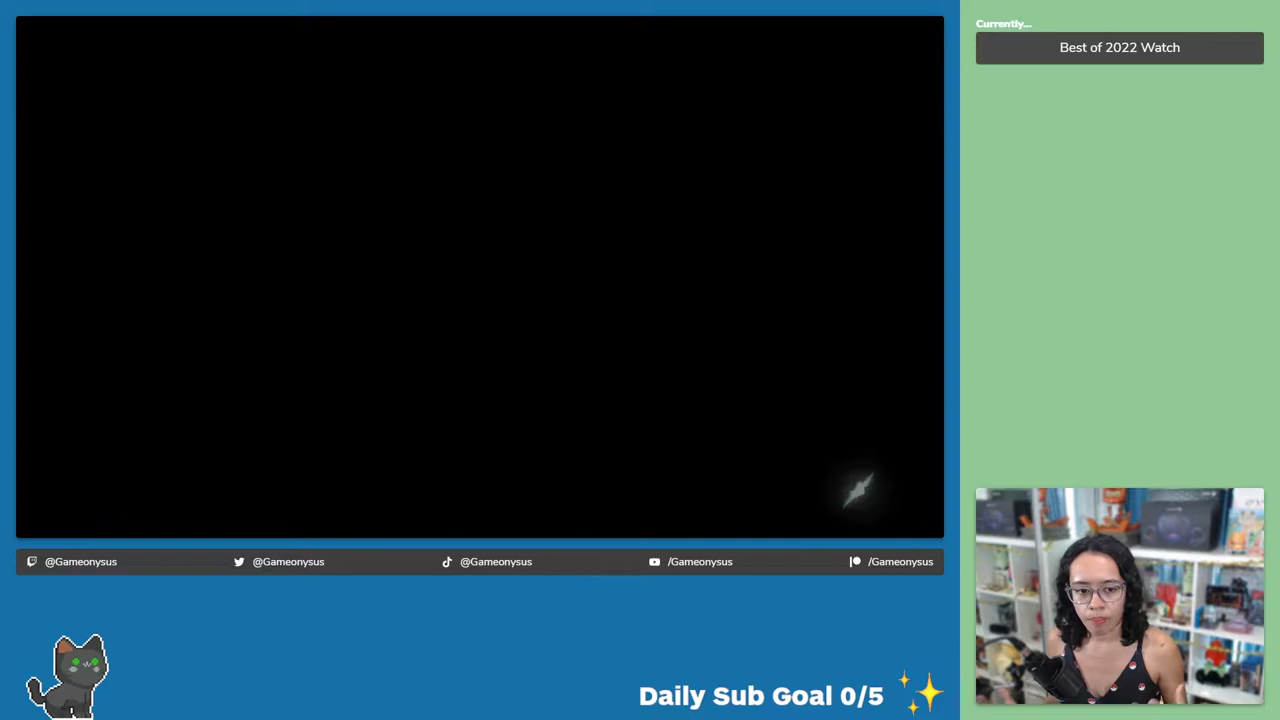 Currently...
Best of 2022 Watch
@Gameonysus
@Gameonysus
@Gameonysus
/Gameonysus
/Gameonysus
Daily Sub Goal 0/5